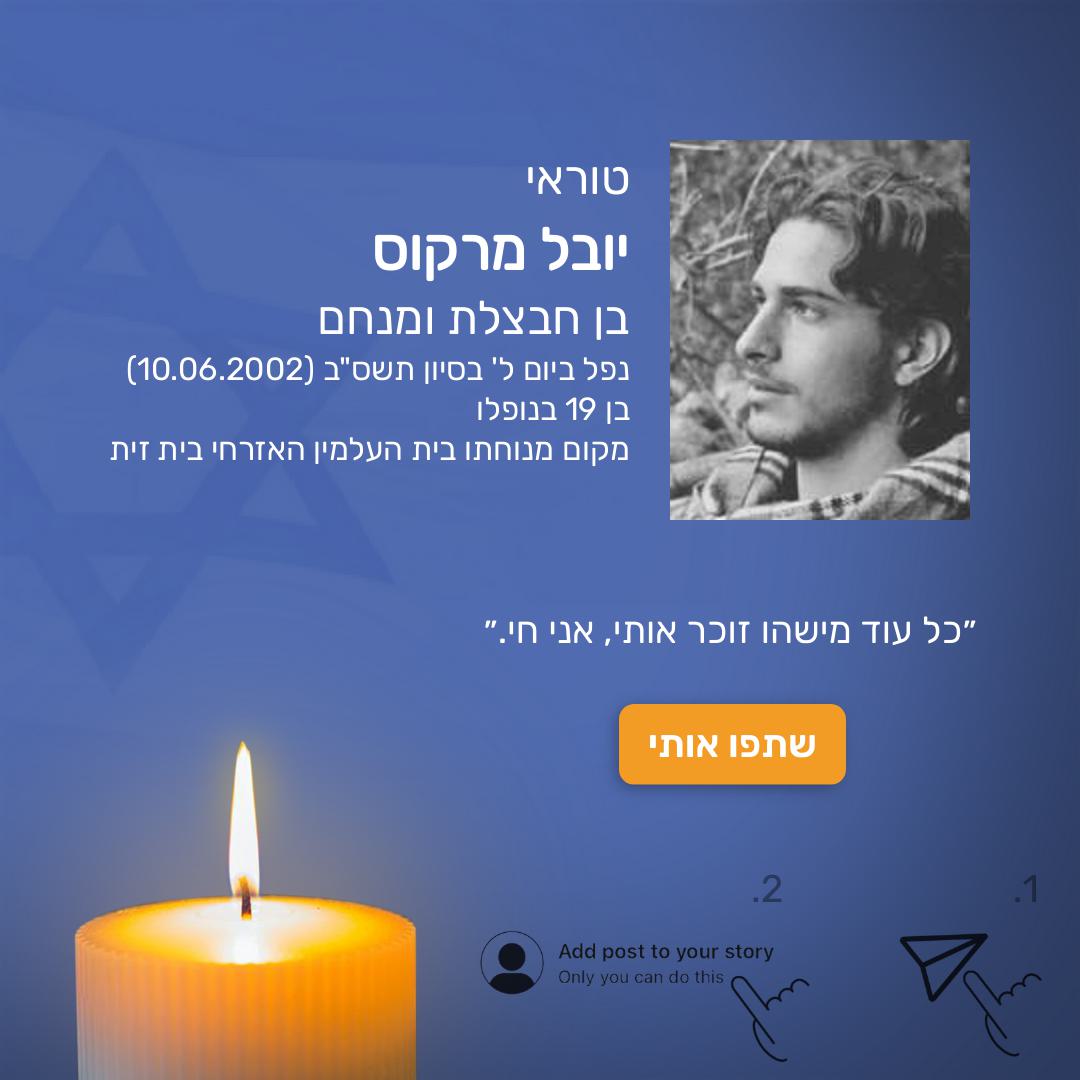 טוראי
יובל מרקוס
בן חבצלת ומנחם
נפל ביום ל' בסיון תשס"ב (10.06.2002)
בן 19 בנופלו
מקום מנוחתו בית העלמין האזרחי בית זית
״כל עוד מישהו זוכר אותי, אני חי.״
שתפו אותי
1.
2.
Add post to your story
Only you can do this